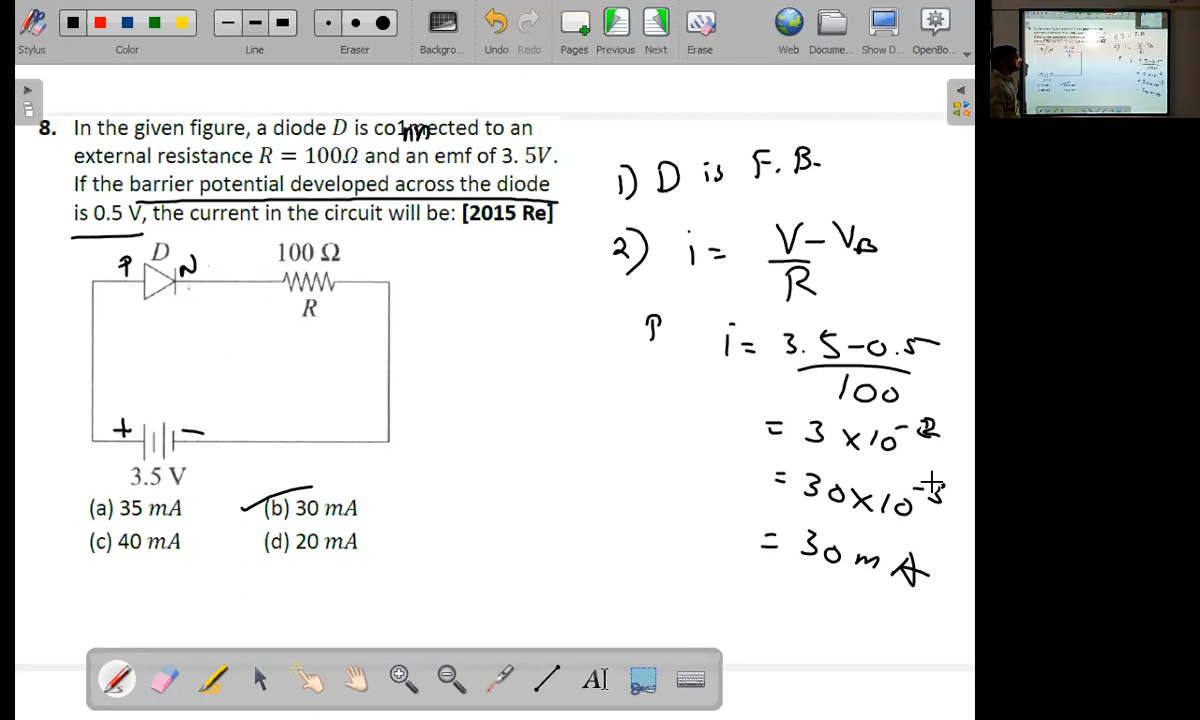 Stylus
Color
Line
Eraser
Backgro...
Undo
Redo
Pages
Previous
Next
Erase
Web
Docume...
Show D...
OpenBo...
8. In the given figure, a diode D is co1nnected to an
external resistance R = 100Ω and an emf of 3. 5V.
If the barrier potential developed across the diode
is 0.5 V, the current in the circuit will be: [2015 Re]
P D N
100 Ω
R
+ −
3.5 V
(a) 35 mA (b) 30 mA
(c) 40 mA (d) 20 mA
1) D is F.B.
2) i = V − VB
R
P
i = 3.5 − 0.5
100
= 3 × 10⁻²
= 30 × 10⁻³
= 30 mA
AI